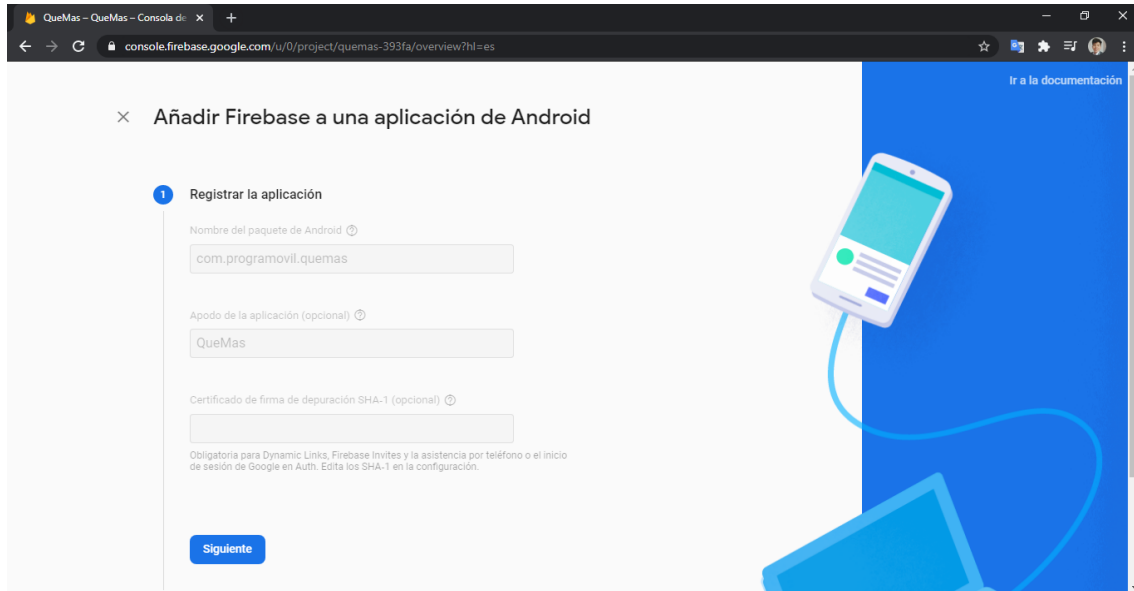 QueMas – QueMas – Consola de
console.firebase.google.com/u/0/project/quemas-393fa/overview?hl=es
Ir a la documentación
Añadir Firebase a una aplicación de Android
1 Registrar la aplicación
Nombre del paquete de Android ?
com.programovil.quemas
Apodo de la aplicación (opcional) ?
QueMas
Certificado de firma de depuración SHA-1 (opcional) ?
Obligatoria para Dynamic Links, Firebase Invites y la asistencia por teléfono o el inicio
de sesión de Google en Auth. Edita los SHA-1 en la configuración.
Siguiente